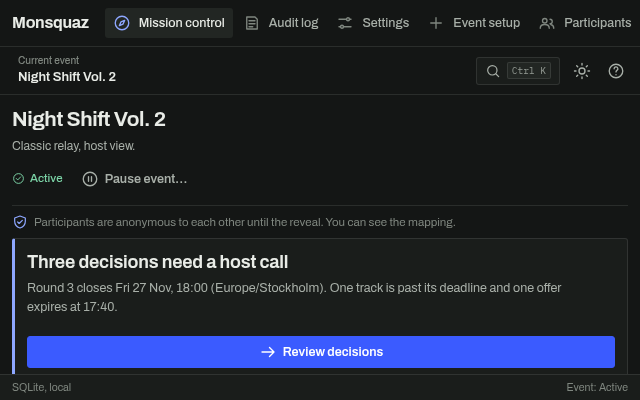 Monsquaz Mission control Audit log Settings Event setup Participants
Current event
Night Shift Vol. 2
Ctrl K
Night Shift Vol. 2
Classic relay, host view.
Active Pause event...
Participants are anonymous to each other until the reveal. You can see the mapping.
Three decisions need a host call
Round 3 closes Fri 27 Nov, 18:00 (Europe/Stockholm). One track is past its deadline and one offer
expires at 17:40.
Review decisions
SQLite, local Event: Active